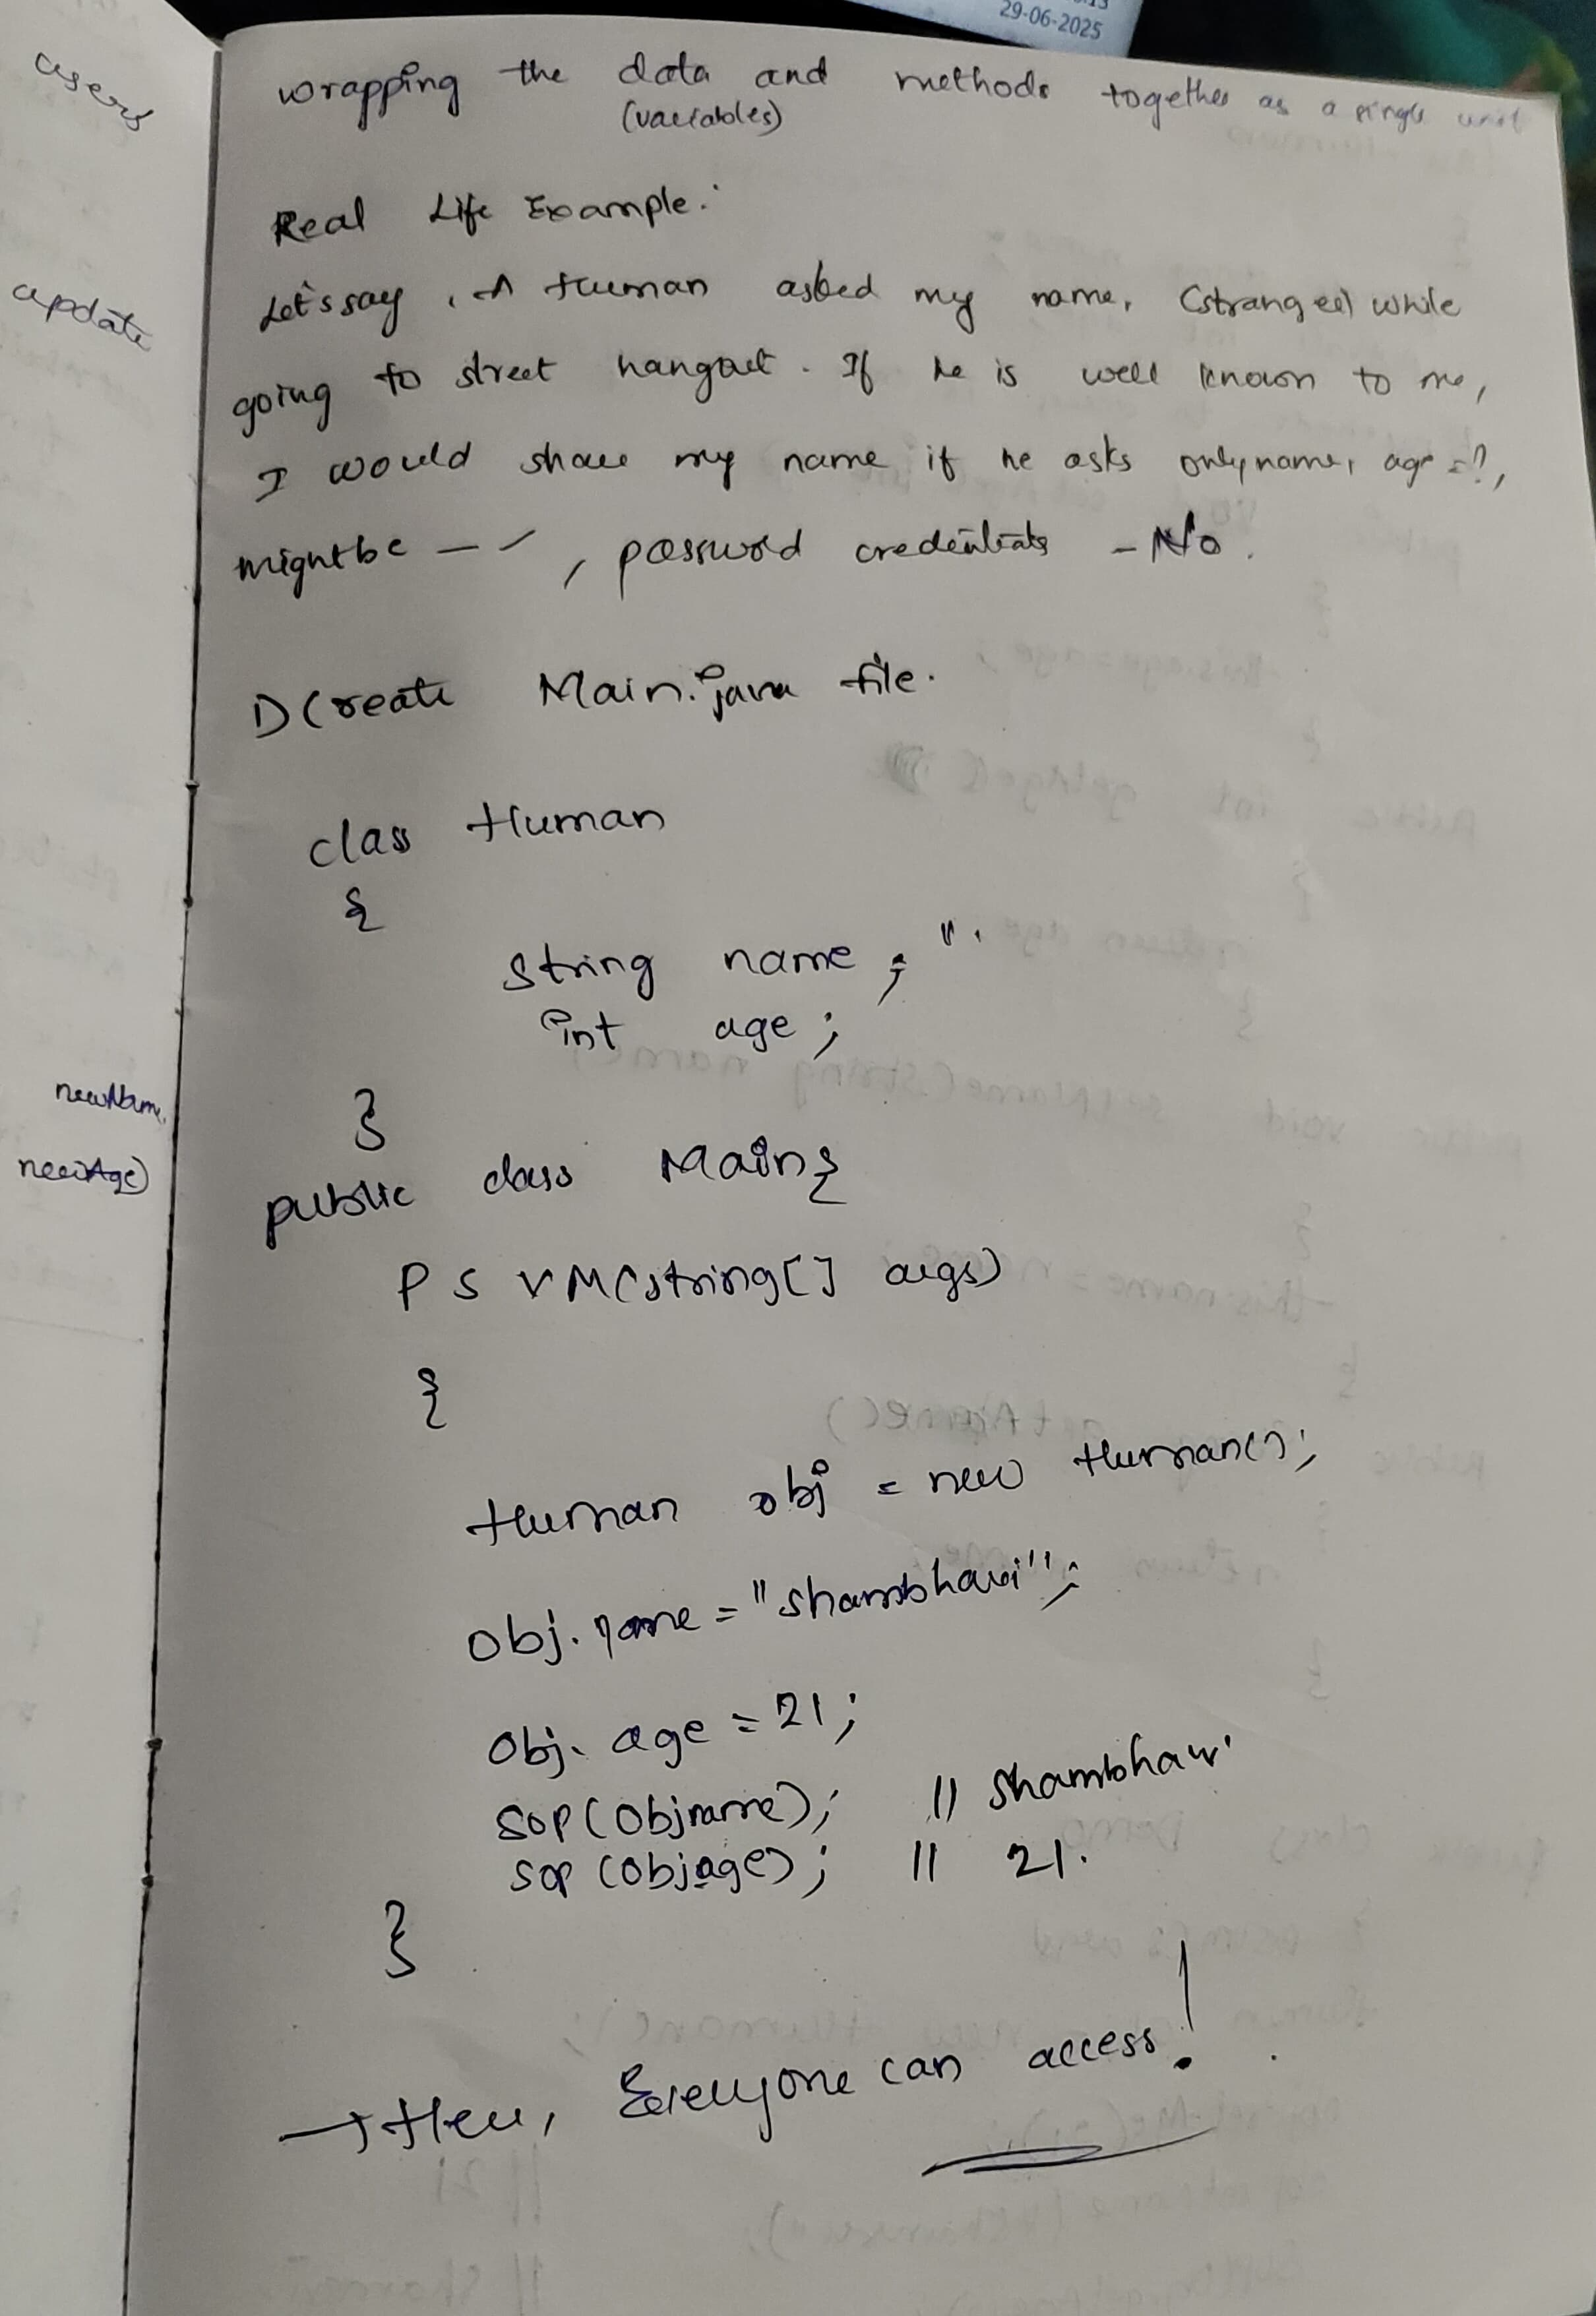 29-06-2025
users
update
newName,
newAge)
wrapping the data and methods together as a single unit
(variables)
Real Life Example:
Let's say, A Human asked my name, (stranger) while
going to street hangout. If he is well known to me,
I would share my name if he asks only name, age = ?,
might be -- , password credentials - No.
1) Create Main.java file.
class Human
{
String name; "
int age;
}
public class Main{
P S V M(String[] args)
{
Human obj = new Human();
Obj.name = "Shambhavi";
Obj. age = 21;
SOP(Objname); // Shambhavi
SOP (Obj.age); // 21.
}
→ Here, Everyone can access!